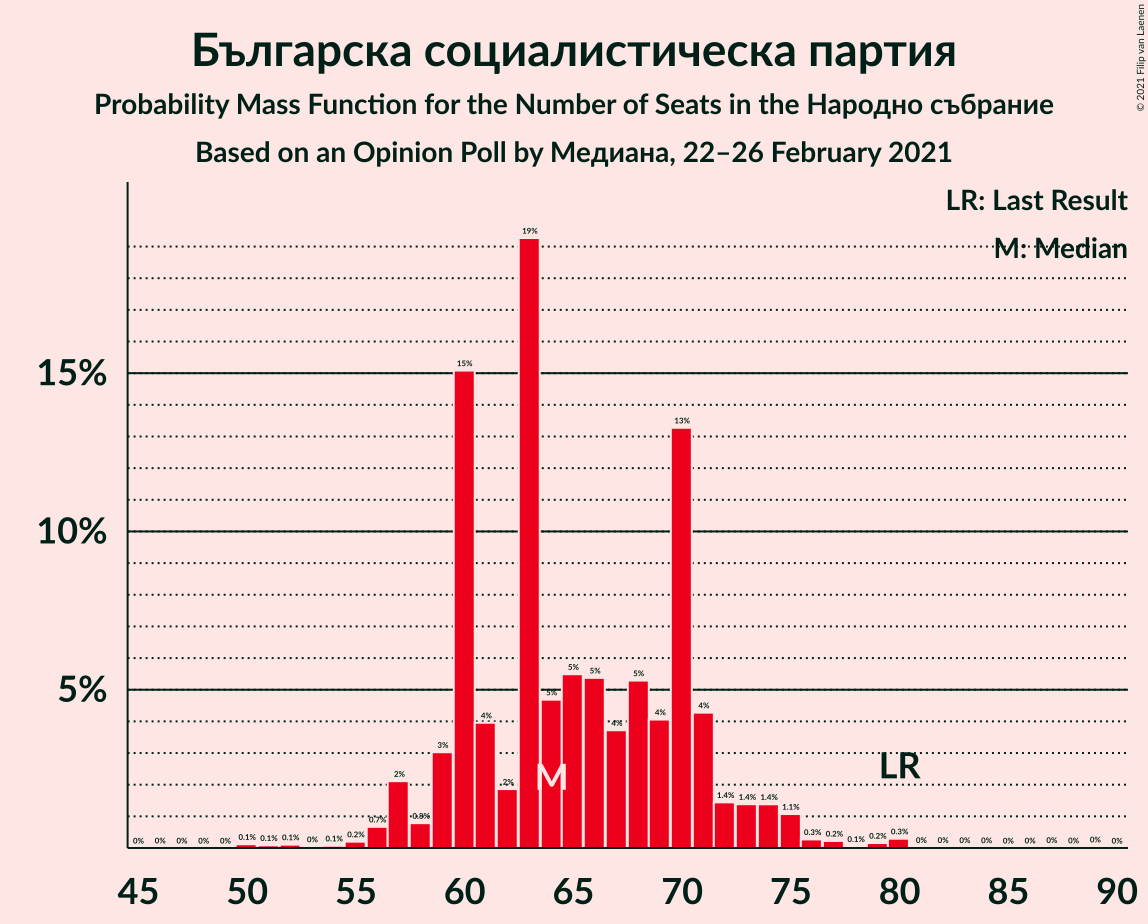 Българска социалистическа партия
Probability Mass Function for the Number of Seats in the Народно събрание
Based on an Opinion Poll by Медиана, 22–26 February 2021
© 2021 Filip van Laenen
LR: Last Result
M: Median
15%
10%
5%
0% 0% 0% 0% 0% 0.1% 0.1% 0.1% 0% 0.1% 0.2% 0.7% 2% 0.8% 3% 15% 4% 2% 19% 5% 5% 5% 4% 5% 4% 13% 4% 1.4% 1.4% 1.4% 1.1% 0.3% 0.2% 0.1% 0.2% 0.3% 0% 0% 0% 0% 0% 0% 0% 0% 0% 0%
M
LR
45 50 55 60 65 70 75 80 85 90